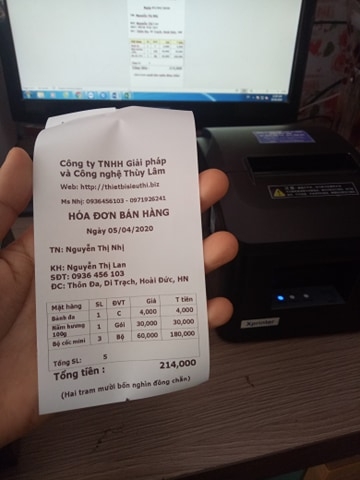 Công ty TNHH Giải pháp
và Công nghệ Thùy Lâm
Web: http://thietbisieuthi.biz
Ms Nhị: 0936456103 - 0971926241
HÓA ĐƠN BÁN HÀNG
Ngày 05/04/2020
TN: Nguyễn Thị Nhị
KH: Nguyễn Thị Lan
SĐT: 0936 456 103
ĐC: Thôn Đa, Di Trạch, Hoài Đức, HN
Mặt hàng SL ĐVT Giá T tiền
Bánh đa 1 C 4,000 4,000
Nấm hương 100g 1 Gói 30,000 30,000
Bộ cốc mini 3 Bộ 60,000 180,000
Tổng SL: 5
Tổng tiền : 214,000
(Hai trăm mười bốn nghìn đồng chẵn)
Xprinter